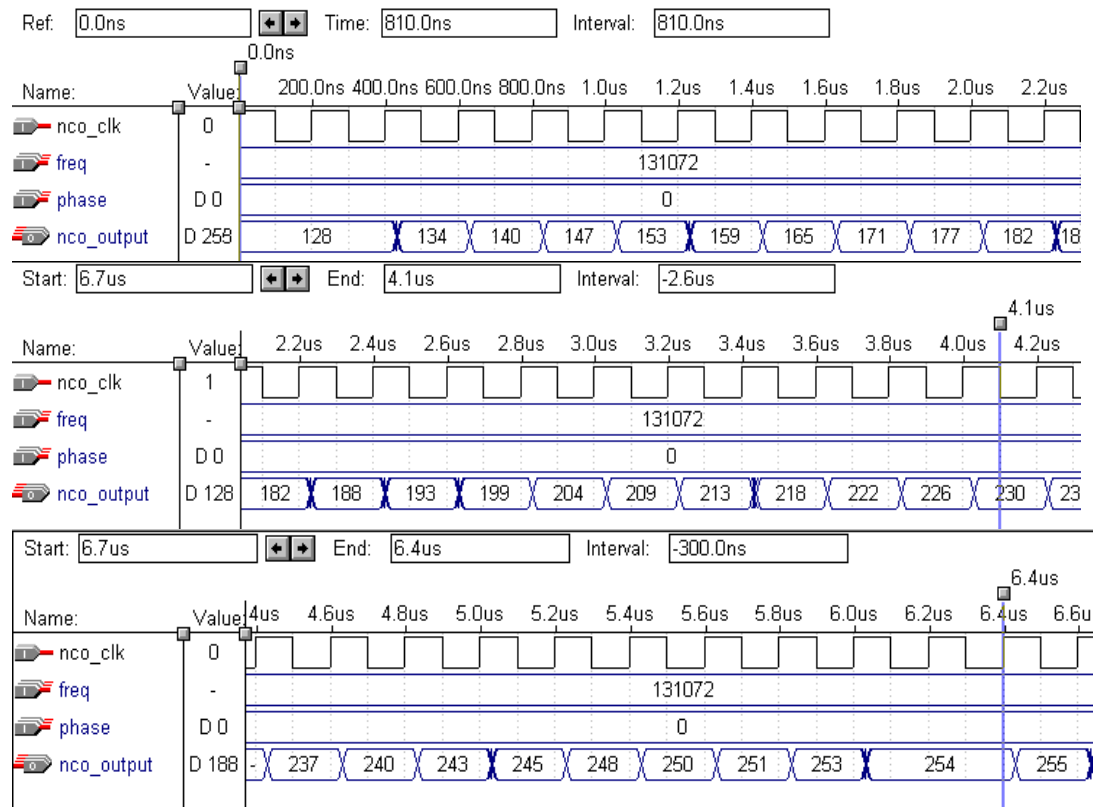 Ref: 0.0ns Time: 810.0ns Interval: 810.0ns
0.0ns
Name: Value: 200.0ns 400.0ns 600.0ns 800.0ns 1.0us 1.2us 1.4us 1.6us 1.8us 2.0us 2.2us
nco_clk 0
freq - 131072
phase D 0 0
nco_output 128 134 140 147 153 159 165 171 177 182 18
Start: 6.7us End: 4.1us Interval: -2.6us
4.1us
Name: Value: 2.2us 2.4us 2.6us 2.8us 3.0us 3.2us 3.4us 3.6us 3.8us 4.0us 4.2us
nco_clk 1
freq - 131072
phase D 0 0
nco_output D 128 182 188 193 199 204 209 213 218 222 226 230 23
Start: 6.7us End: 6.4us Interval: -300.0ns
6.4us
Name: Value: 4us 4.6us 4.8us 5.0us 5.2us 5.4us 5.6us 5.8us 6.0us 6.2us 6.4us 6.6u
nco_clk 0
freq - 131072
phase D 0 0
nco_output D 188 - 237 240 243 245 248 250 251 253 254 255